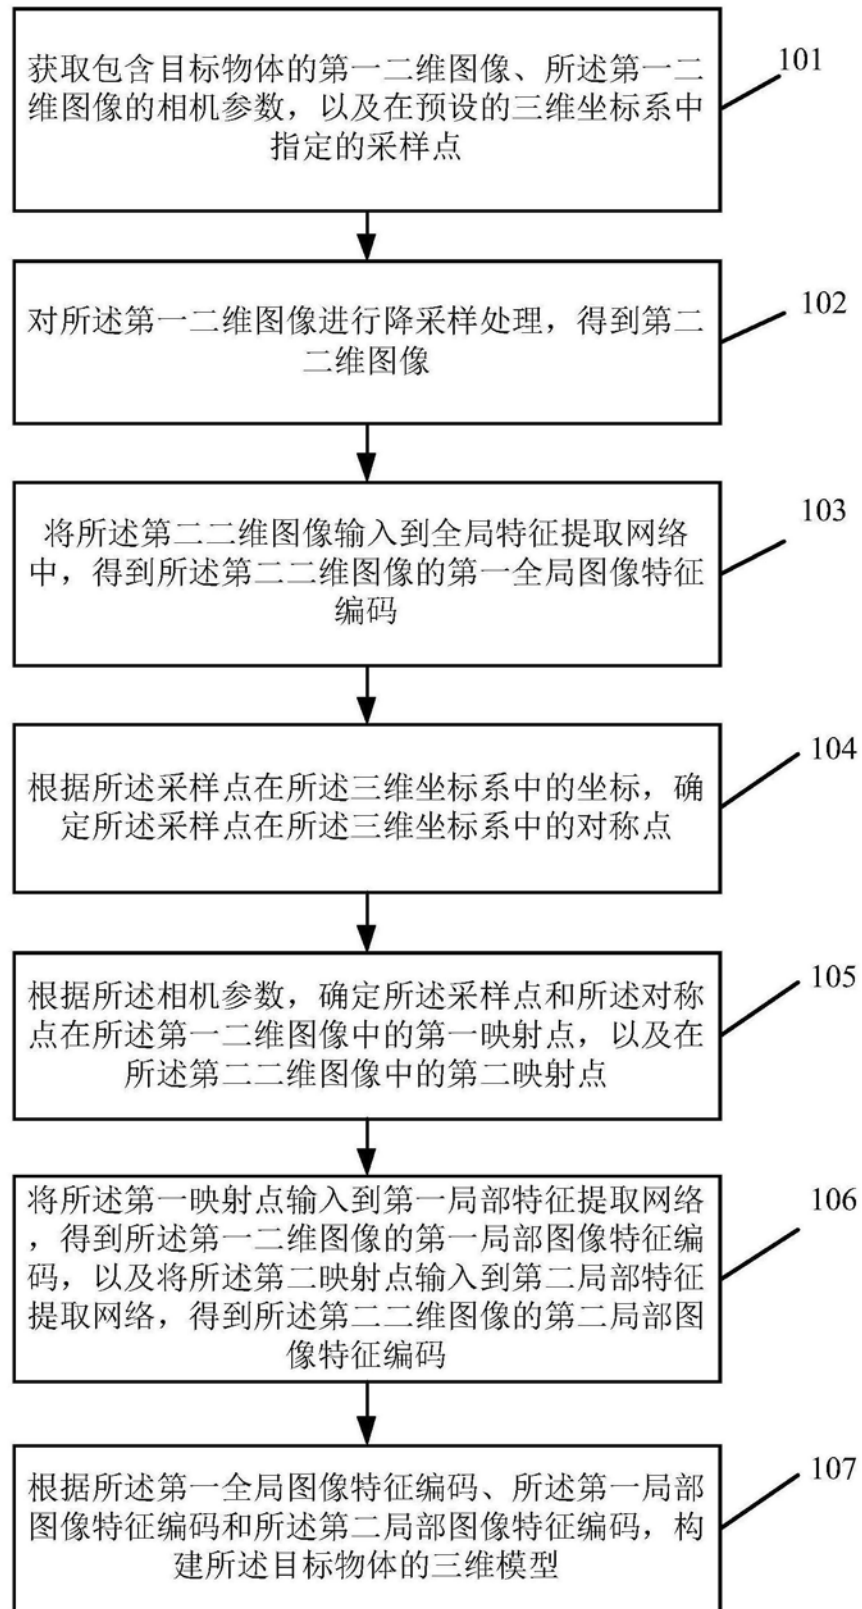 获取包含目标物体的第一二维图像、所述第一二
维图像的相机参数，以及在预设的三维坐标系中
指定的采样点
101
对所述第一二维图像进行降采样处理，得到第二
二维图像
102
将所述第二二维图像输入到全局特征提取网络
中，得到所述第二二维图像的第一全局图像特征
编码
103
根据所述采样点在所述三维坐标系中的坐标，确
定所述采样点在所述三维坐标系中的对称点
104
根据所述相机参数，确定所述采样点和所述对称
点在所述第一二维图像中的第一映射点，以及在
所述第二二维图像中的第二映射点
105
将所述第一映射点输入到第一局部特征提取网络
，得到所述第一二维图像的第一局部图像特征编
码，以及将所述第二映射点输入到第二局部特征
提取网络，得到所述第二二维图像的第二局部图
像特征编码
106
根据所述第一全局图像特征编码、所述第一局部
图像特征编码和所述第二局部图像特征编码，构
建所述目标物体的三维模型
107